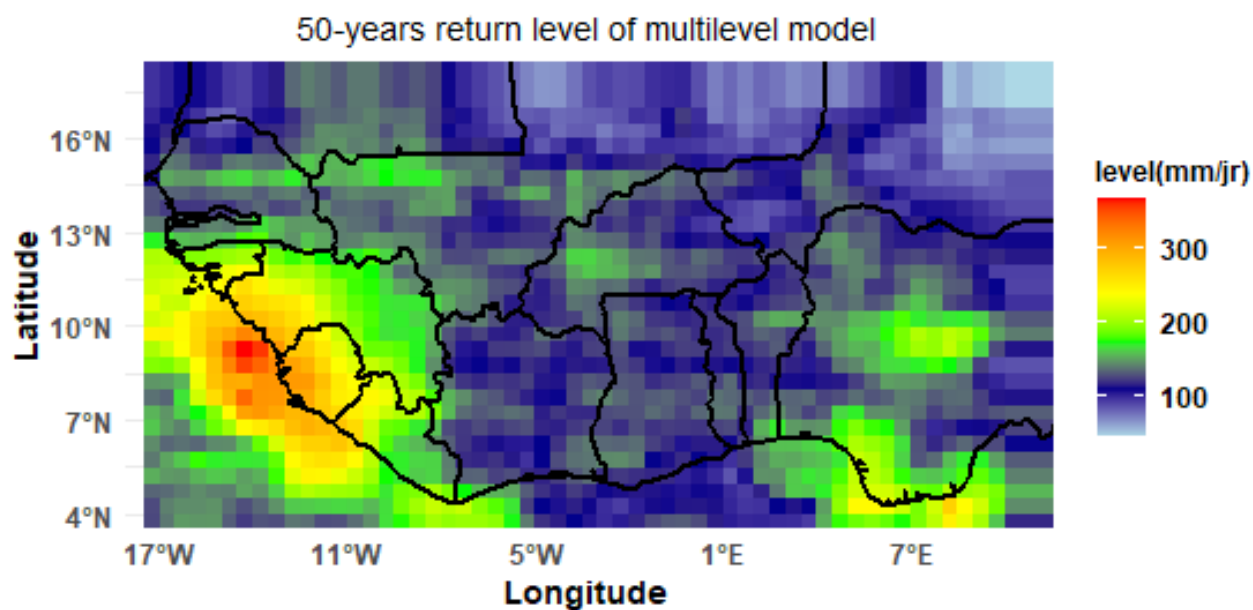 50-years return level of multilevel model
16°N
13°N
10°N
7°N
4°N
Latitude
17°W 11°W 5°W 1°E 7°E
Longitude
level(mm/jr)
300
200
100